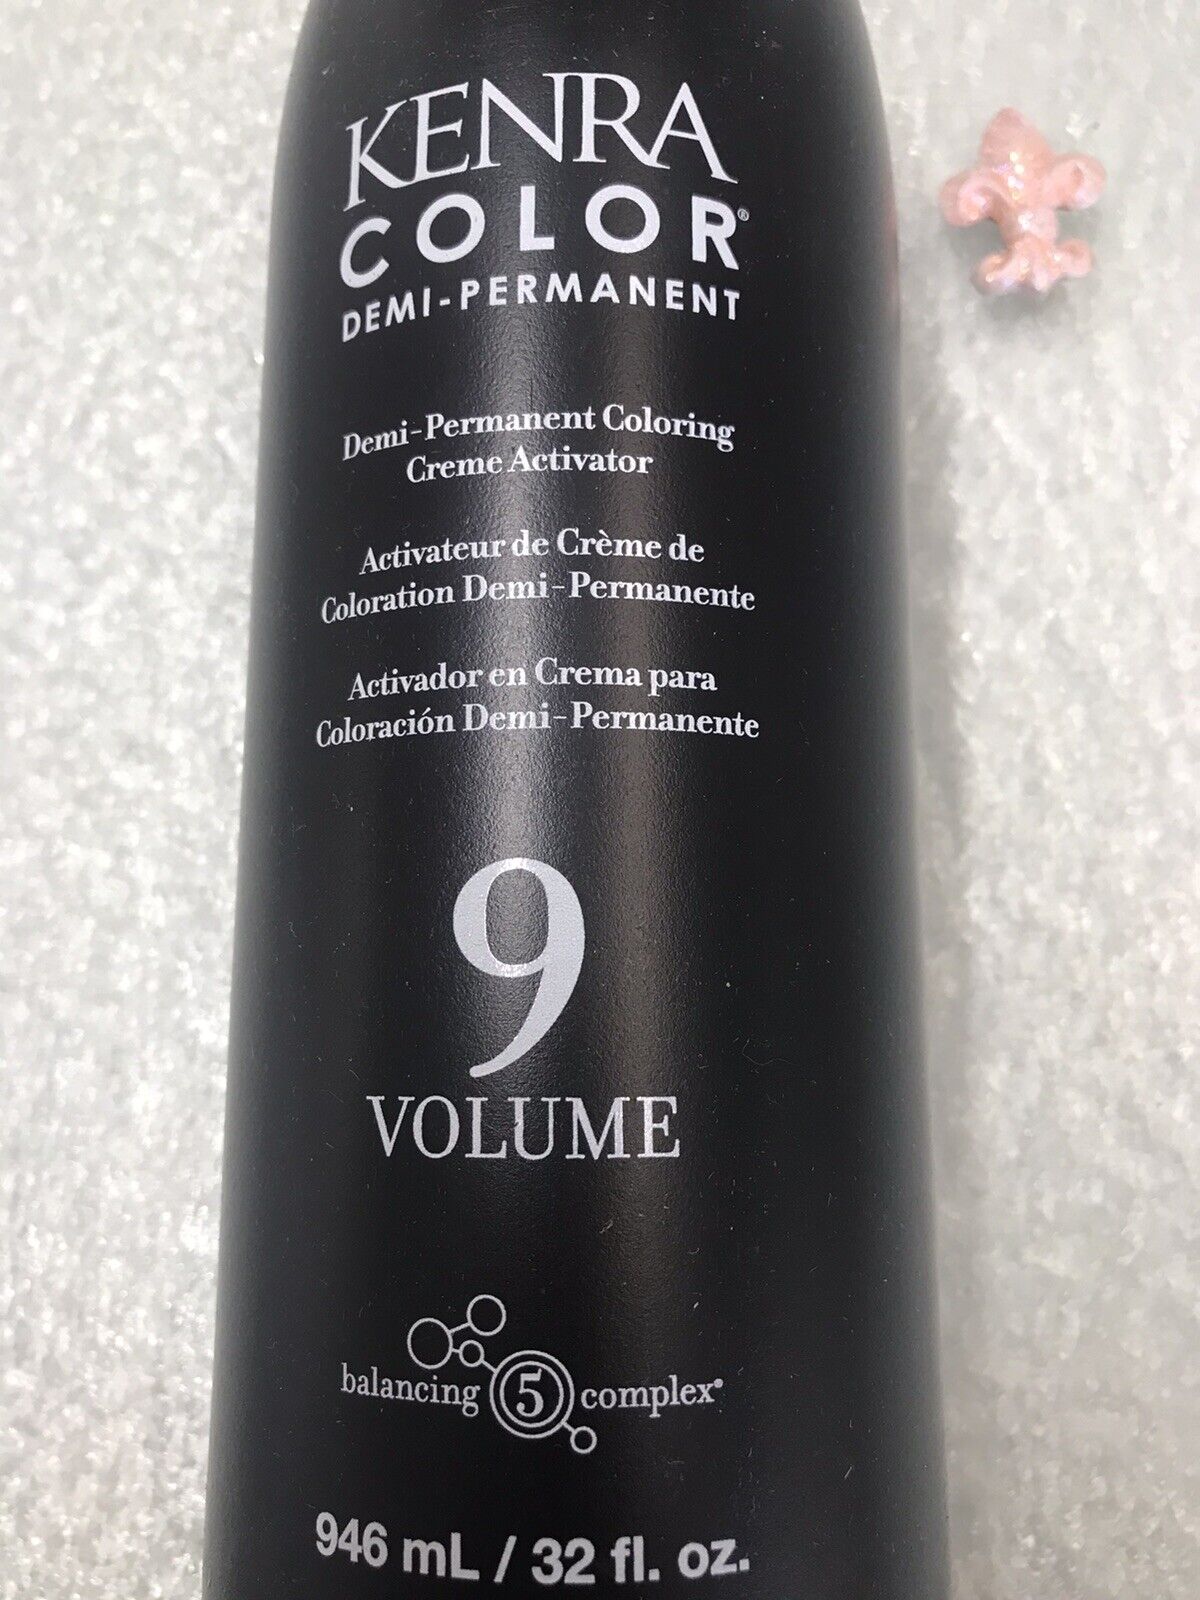 KENRA
COLOR®
DEMI-PERMANENT
Demi-Permanent Coloring
Creme Activator
Activateur de Crème de
Coloration Demi-Permanente
Activador en Crema para
Coloración Demi-Permanente
9
VOLUME
balancing 5 complex®
946 mL / 32 fl. oz.